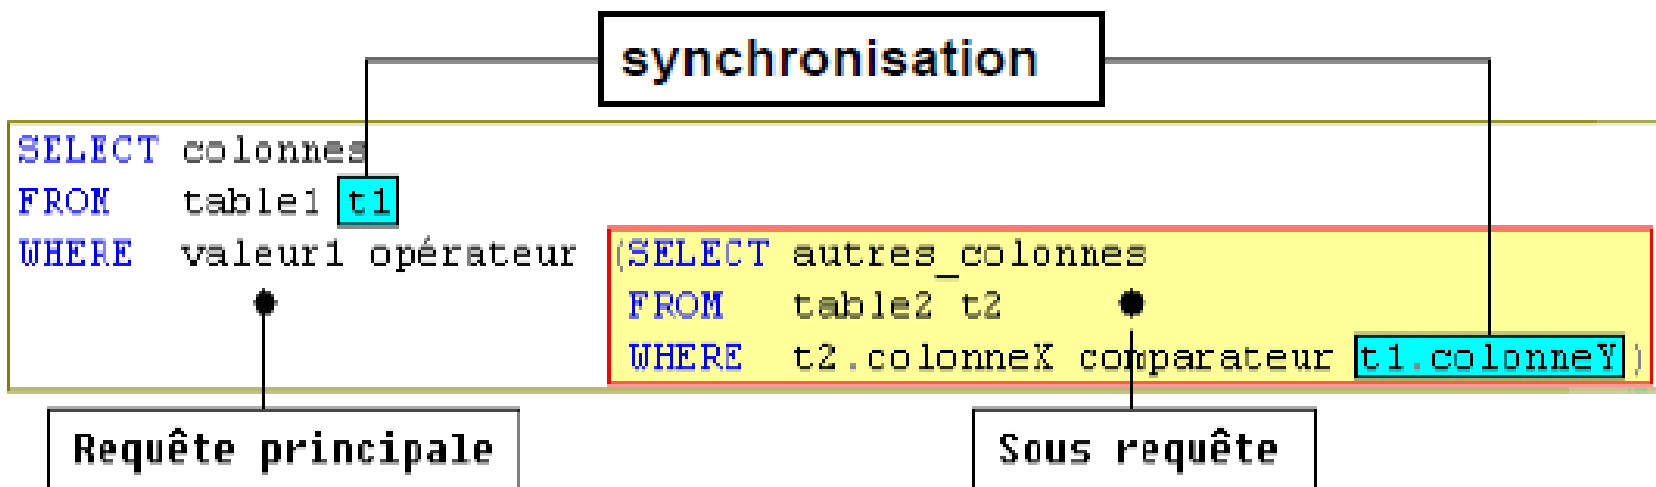 synchronisation
SELECT colonnes
FROM table1 t1
WHERE valeur1 opérateur (SELECT autres_colonnes
FROM table2 t2
WHERE t2.colonneX comparateur t1.colonneY)
Requête principale
Sous requête